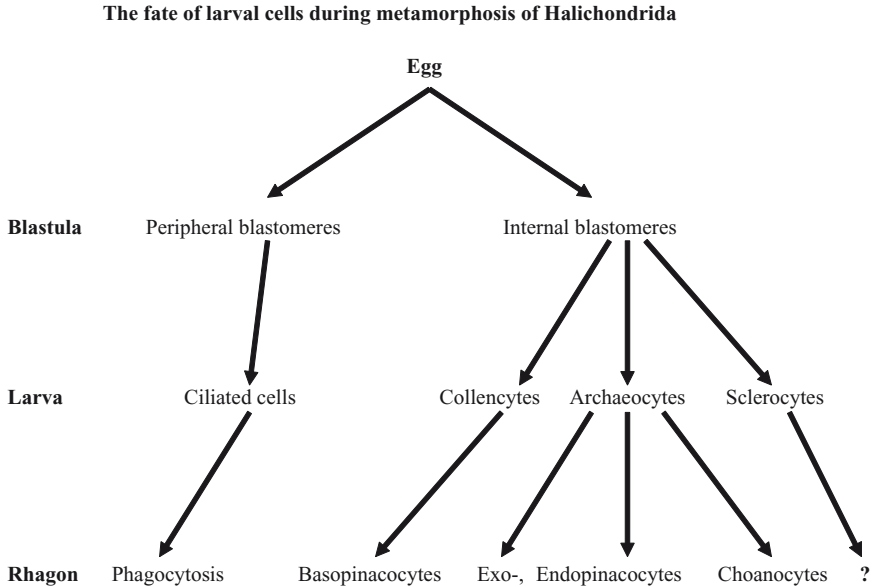 The fate of larval cells during metamorphosis of Halichondrida
Egg
Blastula Peripheral blastomeres Internal blastomeres
Larva Ciliated cells Collencytes Archaeocytes Sclerocytes
Rhagon Phagocytosis Basopinacocytes Exo-, Endopinacocytes Choanocytes ?